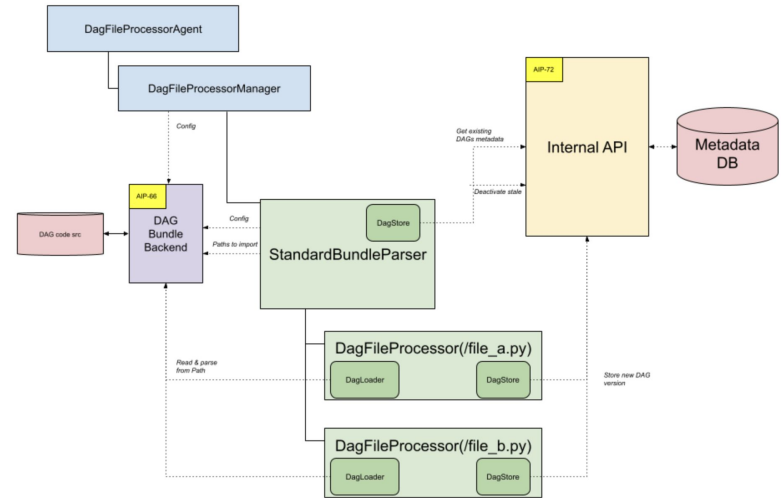 DagFileProcessorAgent
DagFileProcessorManager
AIP-72
Config
Get existing
DAGs metadata
Internal API
Metadata
DB
AIP-66
DAG
Bundle
Backend
Deactivate stale
DAG code src
Config
DagStore
Paths to import
StandardBundleParser
DagFileProcessor(/file_a.py)
Read & parse
from Path
DagLoader
DagStore
Store new DAG
version
DagFileProcessor(/file_b.py)
DagLoader
DagStore